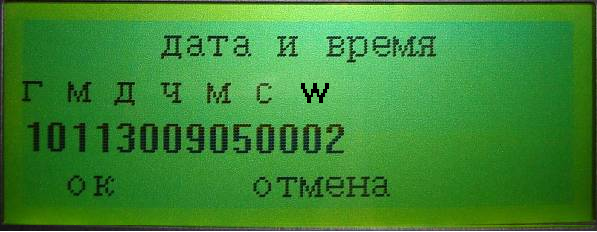 дата и время
г м д ч м с w
10113009050002
ок отмена